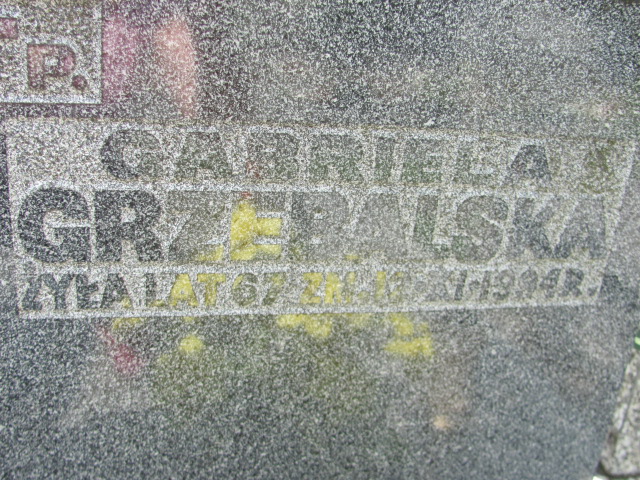 P.
GABRIELA
GRZEBALSKA
ŻYŁA LAT 67 ZM.